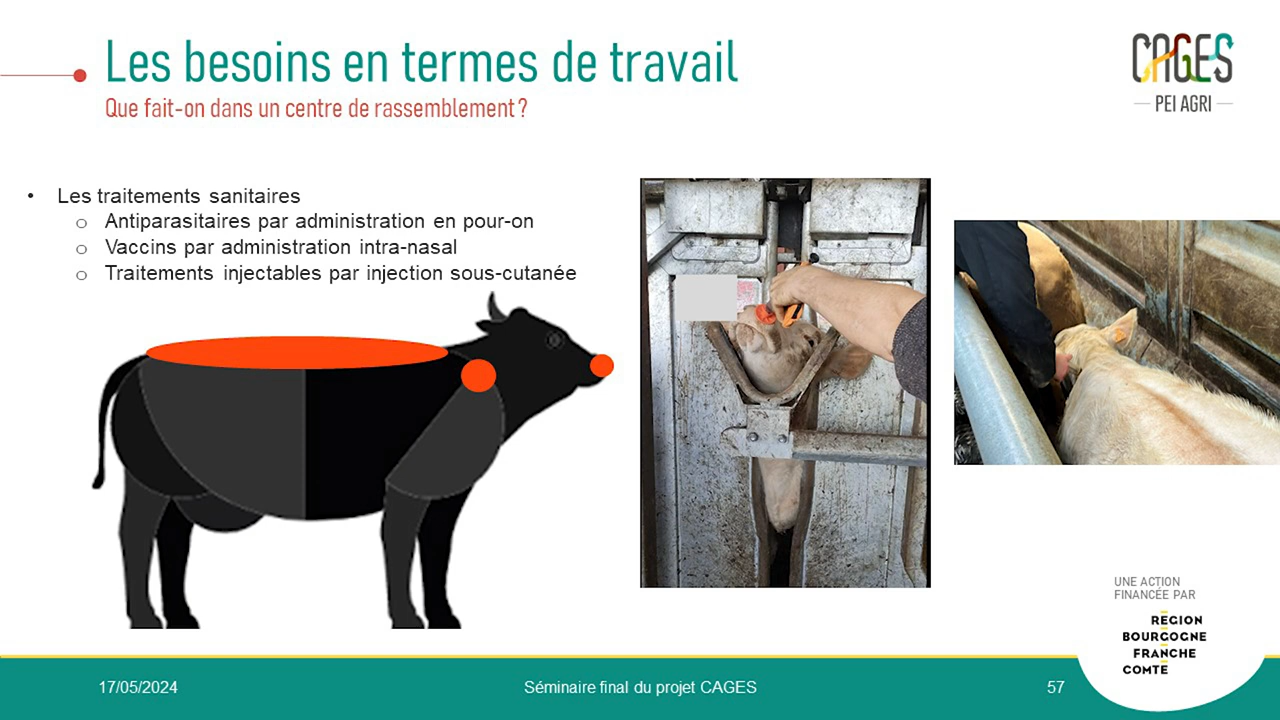 Les besoins en termes de travail
Que fait-on dans un centre de rassemblement ?
CAGES
PEI AGRI
• Les traitements sanitaires
o Antiparasitaires par administration en pour-on
o Vaccins par administration intra-nasal
o Traitements injectables par injection sous-cutanée
UNE ACTION
FINANCÉE PAR
RÉGION
BOURGOGNE
FRANCHE
COMTE
17/05/2024
Séminaire final du projet CAGES
57